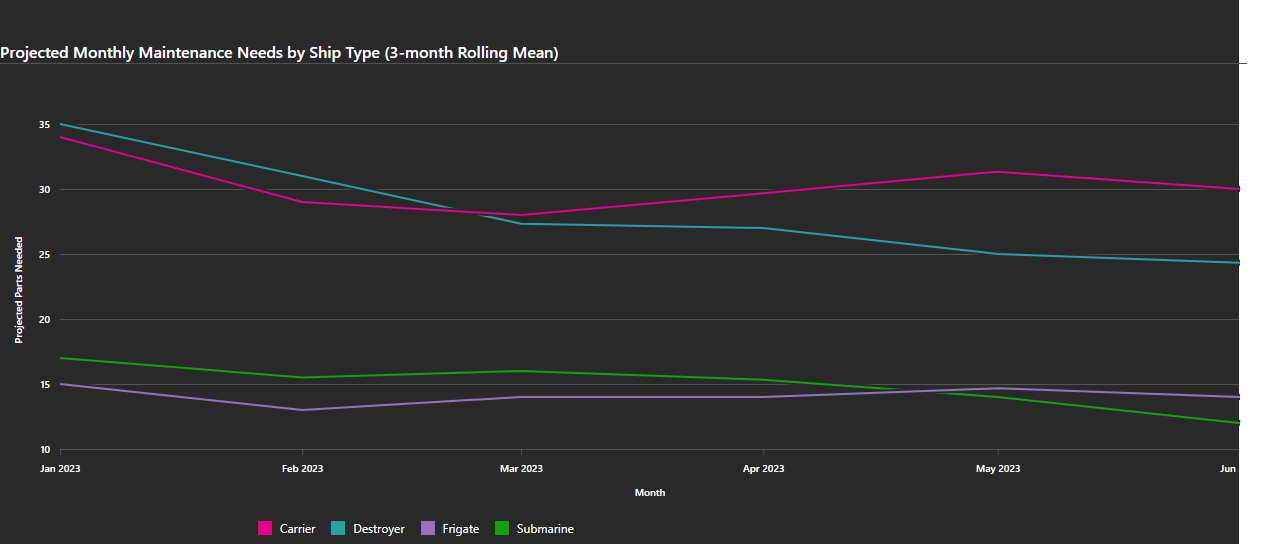 Projected Monthly Maintenance Needs by Ship Type (3-month Rolling Mean)
Projected Parts Needed
35
30
25
20
15
10
Jan 2023 Feb 2023 Mar 2023 Apr 2023 May 2023 Jun
Month
Carrier Destroyer Frigate Submarine